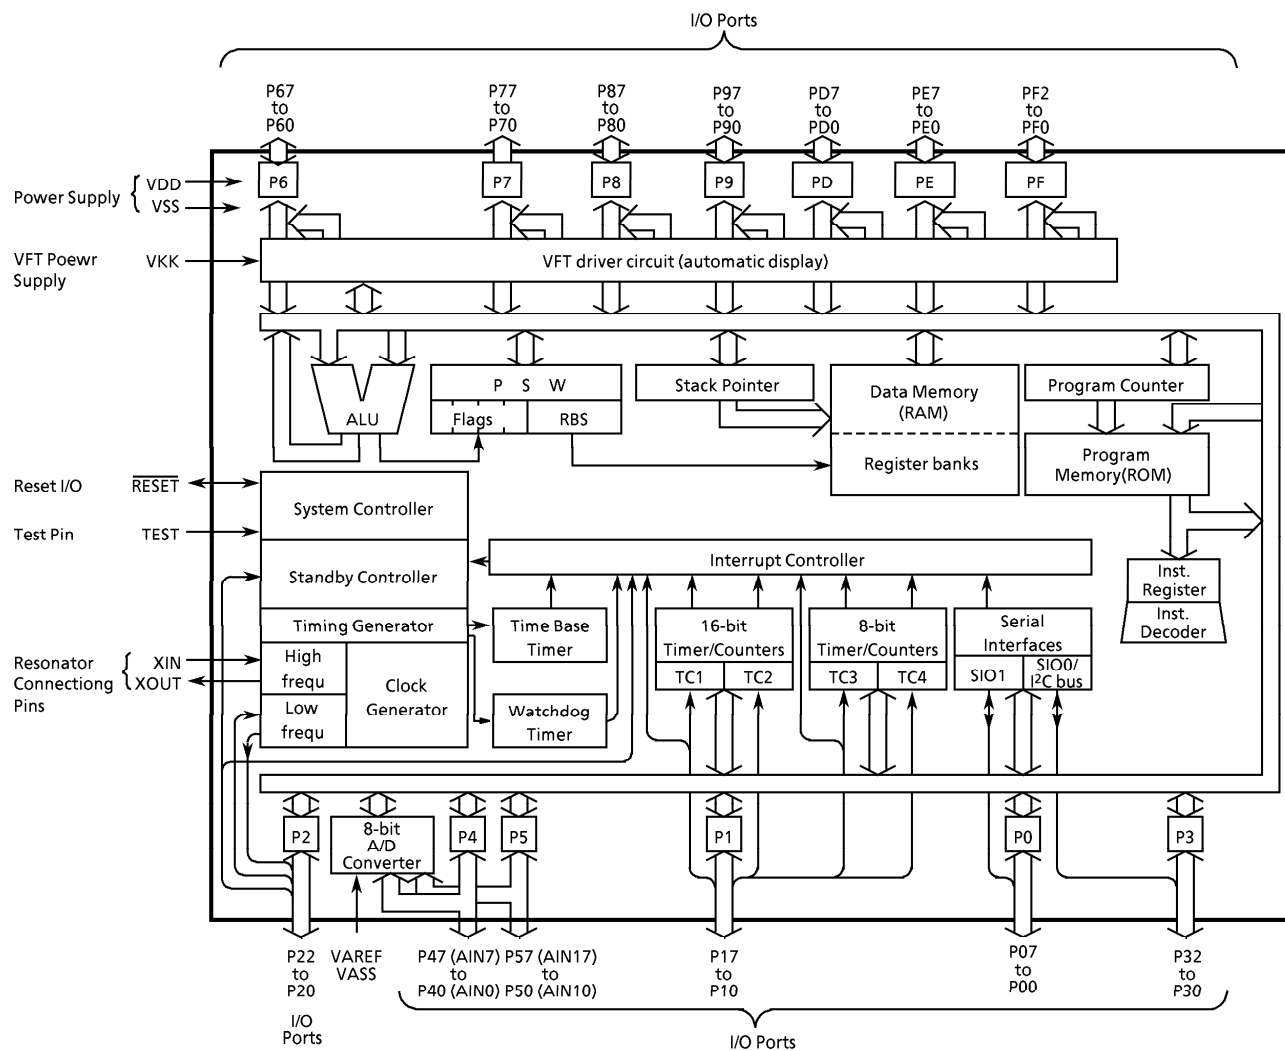 I/O Ports
P67 P77 P87 P97 PD7 PE7 PF2
to to to to to to to
P60 P70 P80 P90 PD0 PE0 PF0
Power Supply { VDD
VSS
P6 P7 P8 P9 PD PE PF
VFT Poewr
Supply
VKK
VFT driver circuit (automatic display)
ALU
P S W
Flags RBS
Stack Pointer
Data Memory
(RAM)
Register banks
Program Counter
Program
Memory(ROM)
Reset I/O RESET
Test Pin TEST
System Controller
Standby Controller
Interrupt Controller
Inst.
Register
Inst.
Decoder
Timing Generator
Time Base
Timer
16-bit
Timer/Counters
TC1 TC2
8-bit
Timer/Counters
TC3 TC4
Serial
Interfaces
SIO1
SIO0/
I2C bus
Resonator
Connectiong
Pins
XIN
XOUT
High
frequ
Low
frequ
Clock
Generator
Watchdog
Timer
P2
8-bit
A/D
Converter
P4 P5 P1 P0 P3
P22
to
P20
I/O
Ports
VAREF
VASS
P47 (AIN7)
to
P40 (AIN0)
P57 (AIN17)
to
P50 (AIN10)
P17
to
P10
P07
to
P00
P32
to
P30
I/O Ports